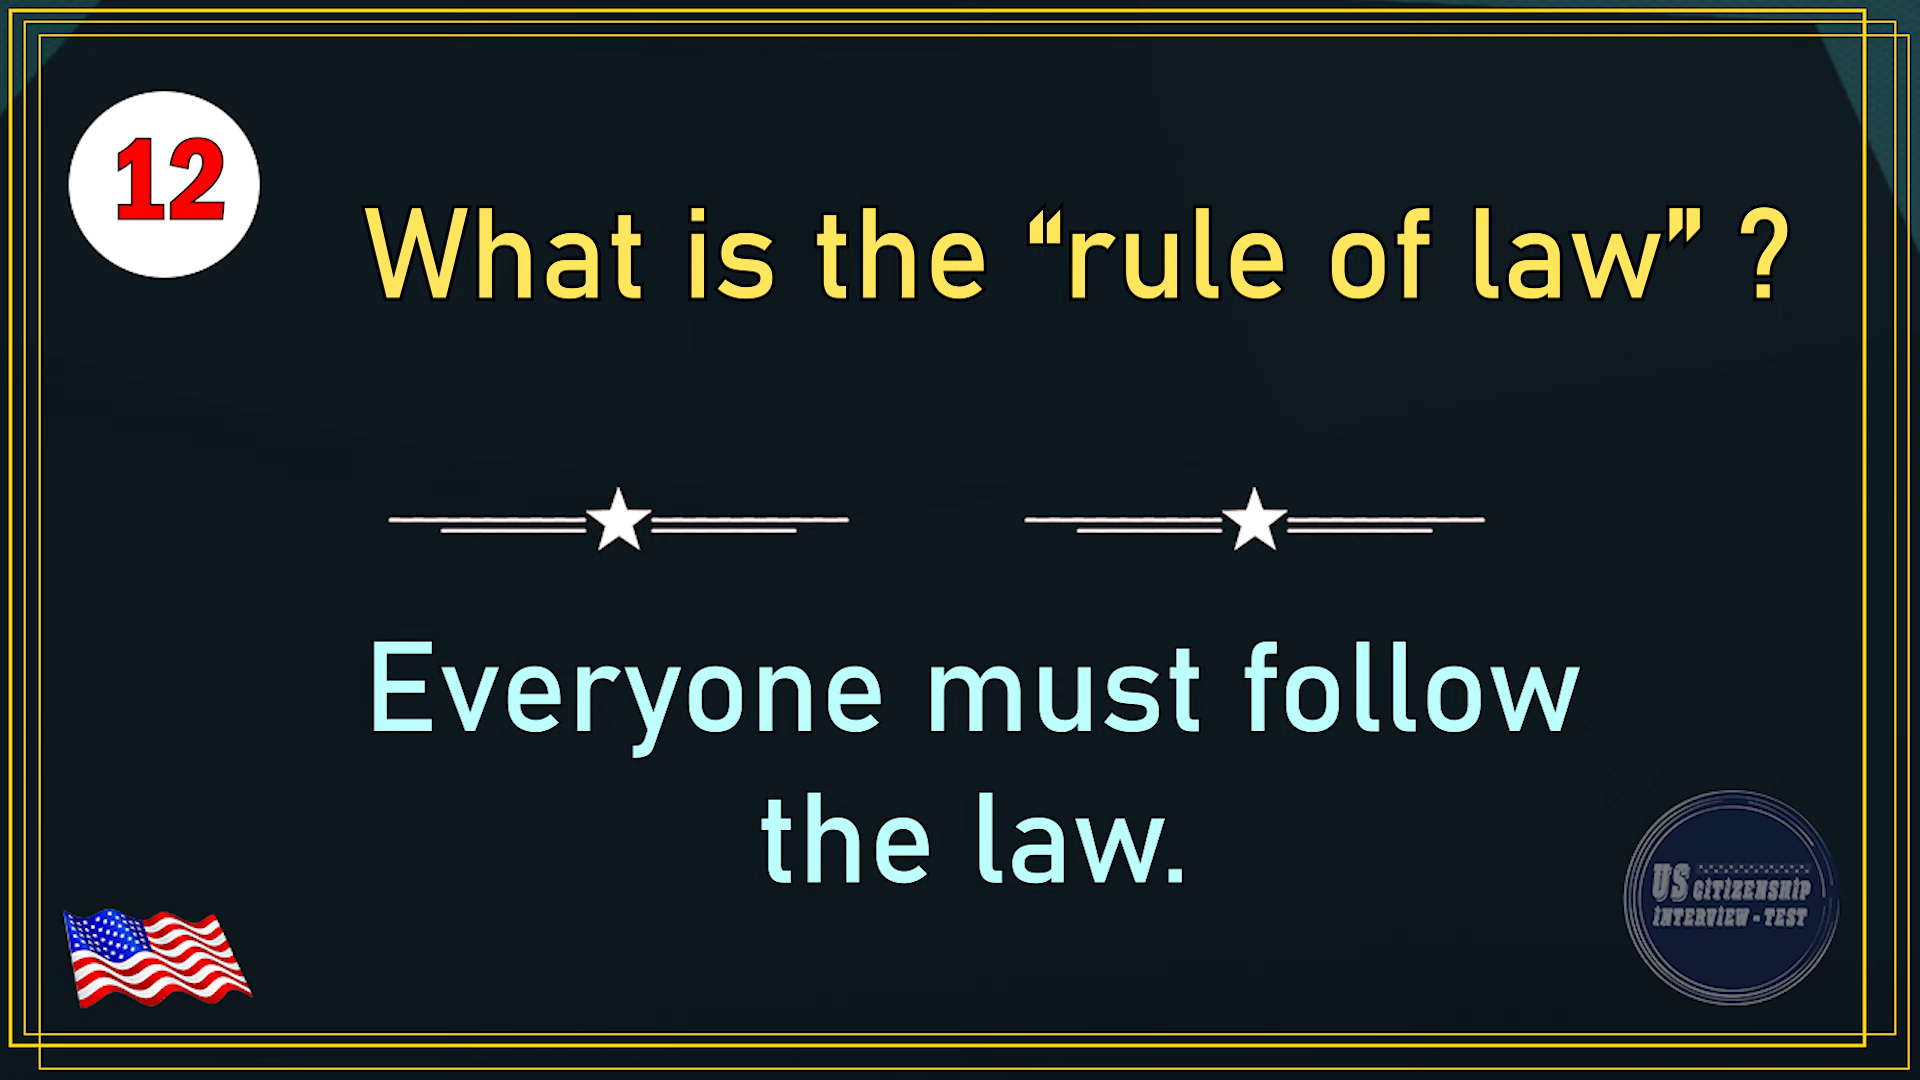 12
What is the “rule of law” ?
Everyone must follow
the law.
US CITIZENSHIP
INTERVIEW - TEST